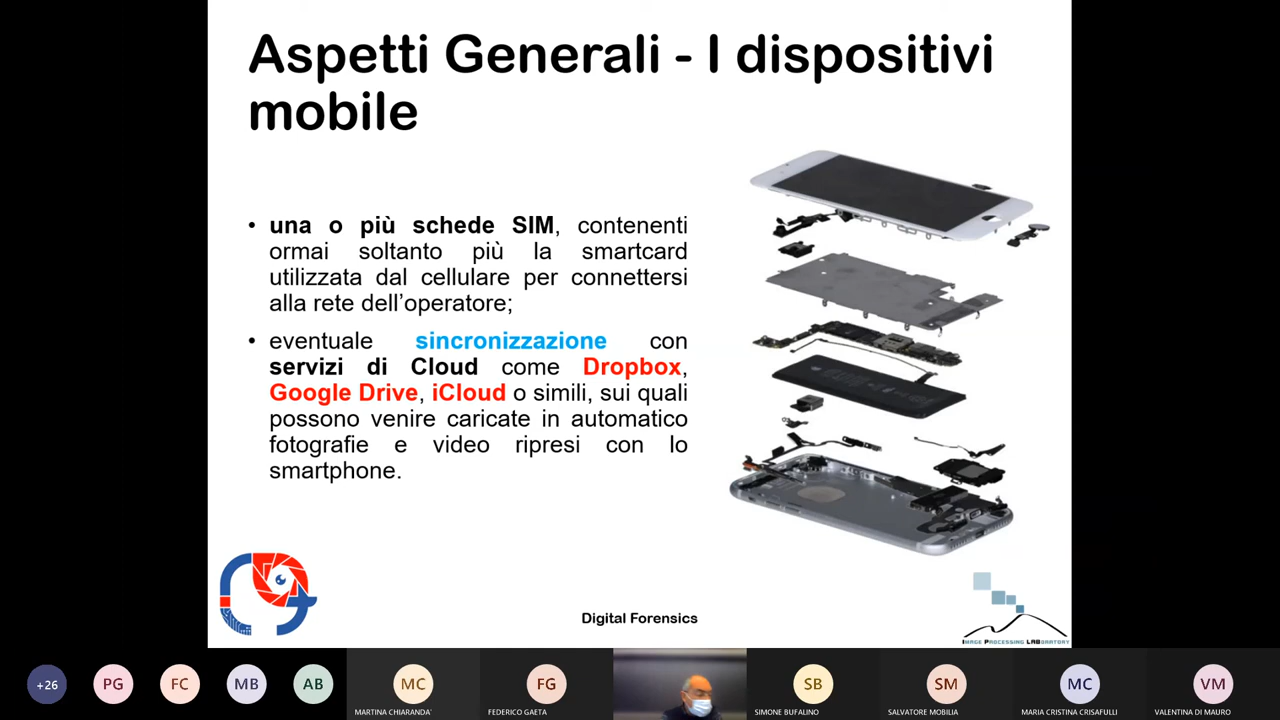 Aspetti Generali - I dispositivi
mobile
• una o più schede SIM, contenenti
ormai soltanto più la smartcard
utilizzata dal cellulare per connettersi
alla rete dell’operatore;
• eventuale sincronizzazione con
servizi di Cloud come Dropbox,
Google Drive, iCloud o simili, sui quali
possono venire caricate in automatico
fotografie e video ripresi con lo
smartphone.
Digital Forensics
IMAGE PROCESSING LABORATORY
+26
PG
FC
MB
AB
MC
FG
SB
SM
MC
VM
MARTINA CHIARANDA'
FEDERICO GAETA
SIMONE BUFALINO
SALVATORE MOBILIA
MARIA CRISTINA CRISAFULLI
VALENTINA DI MAURO